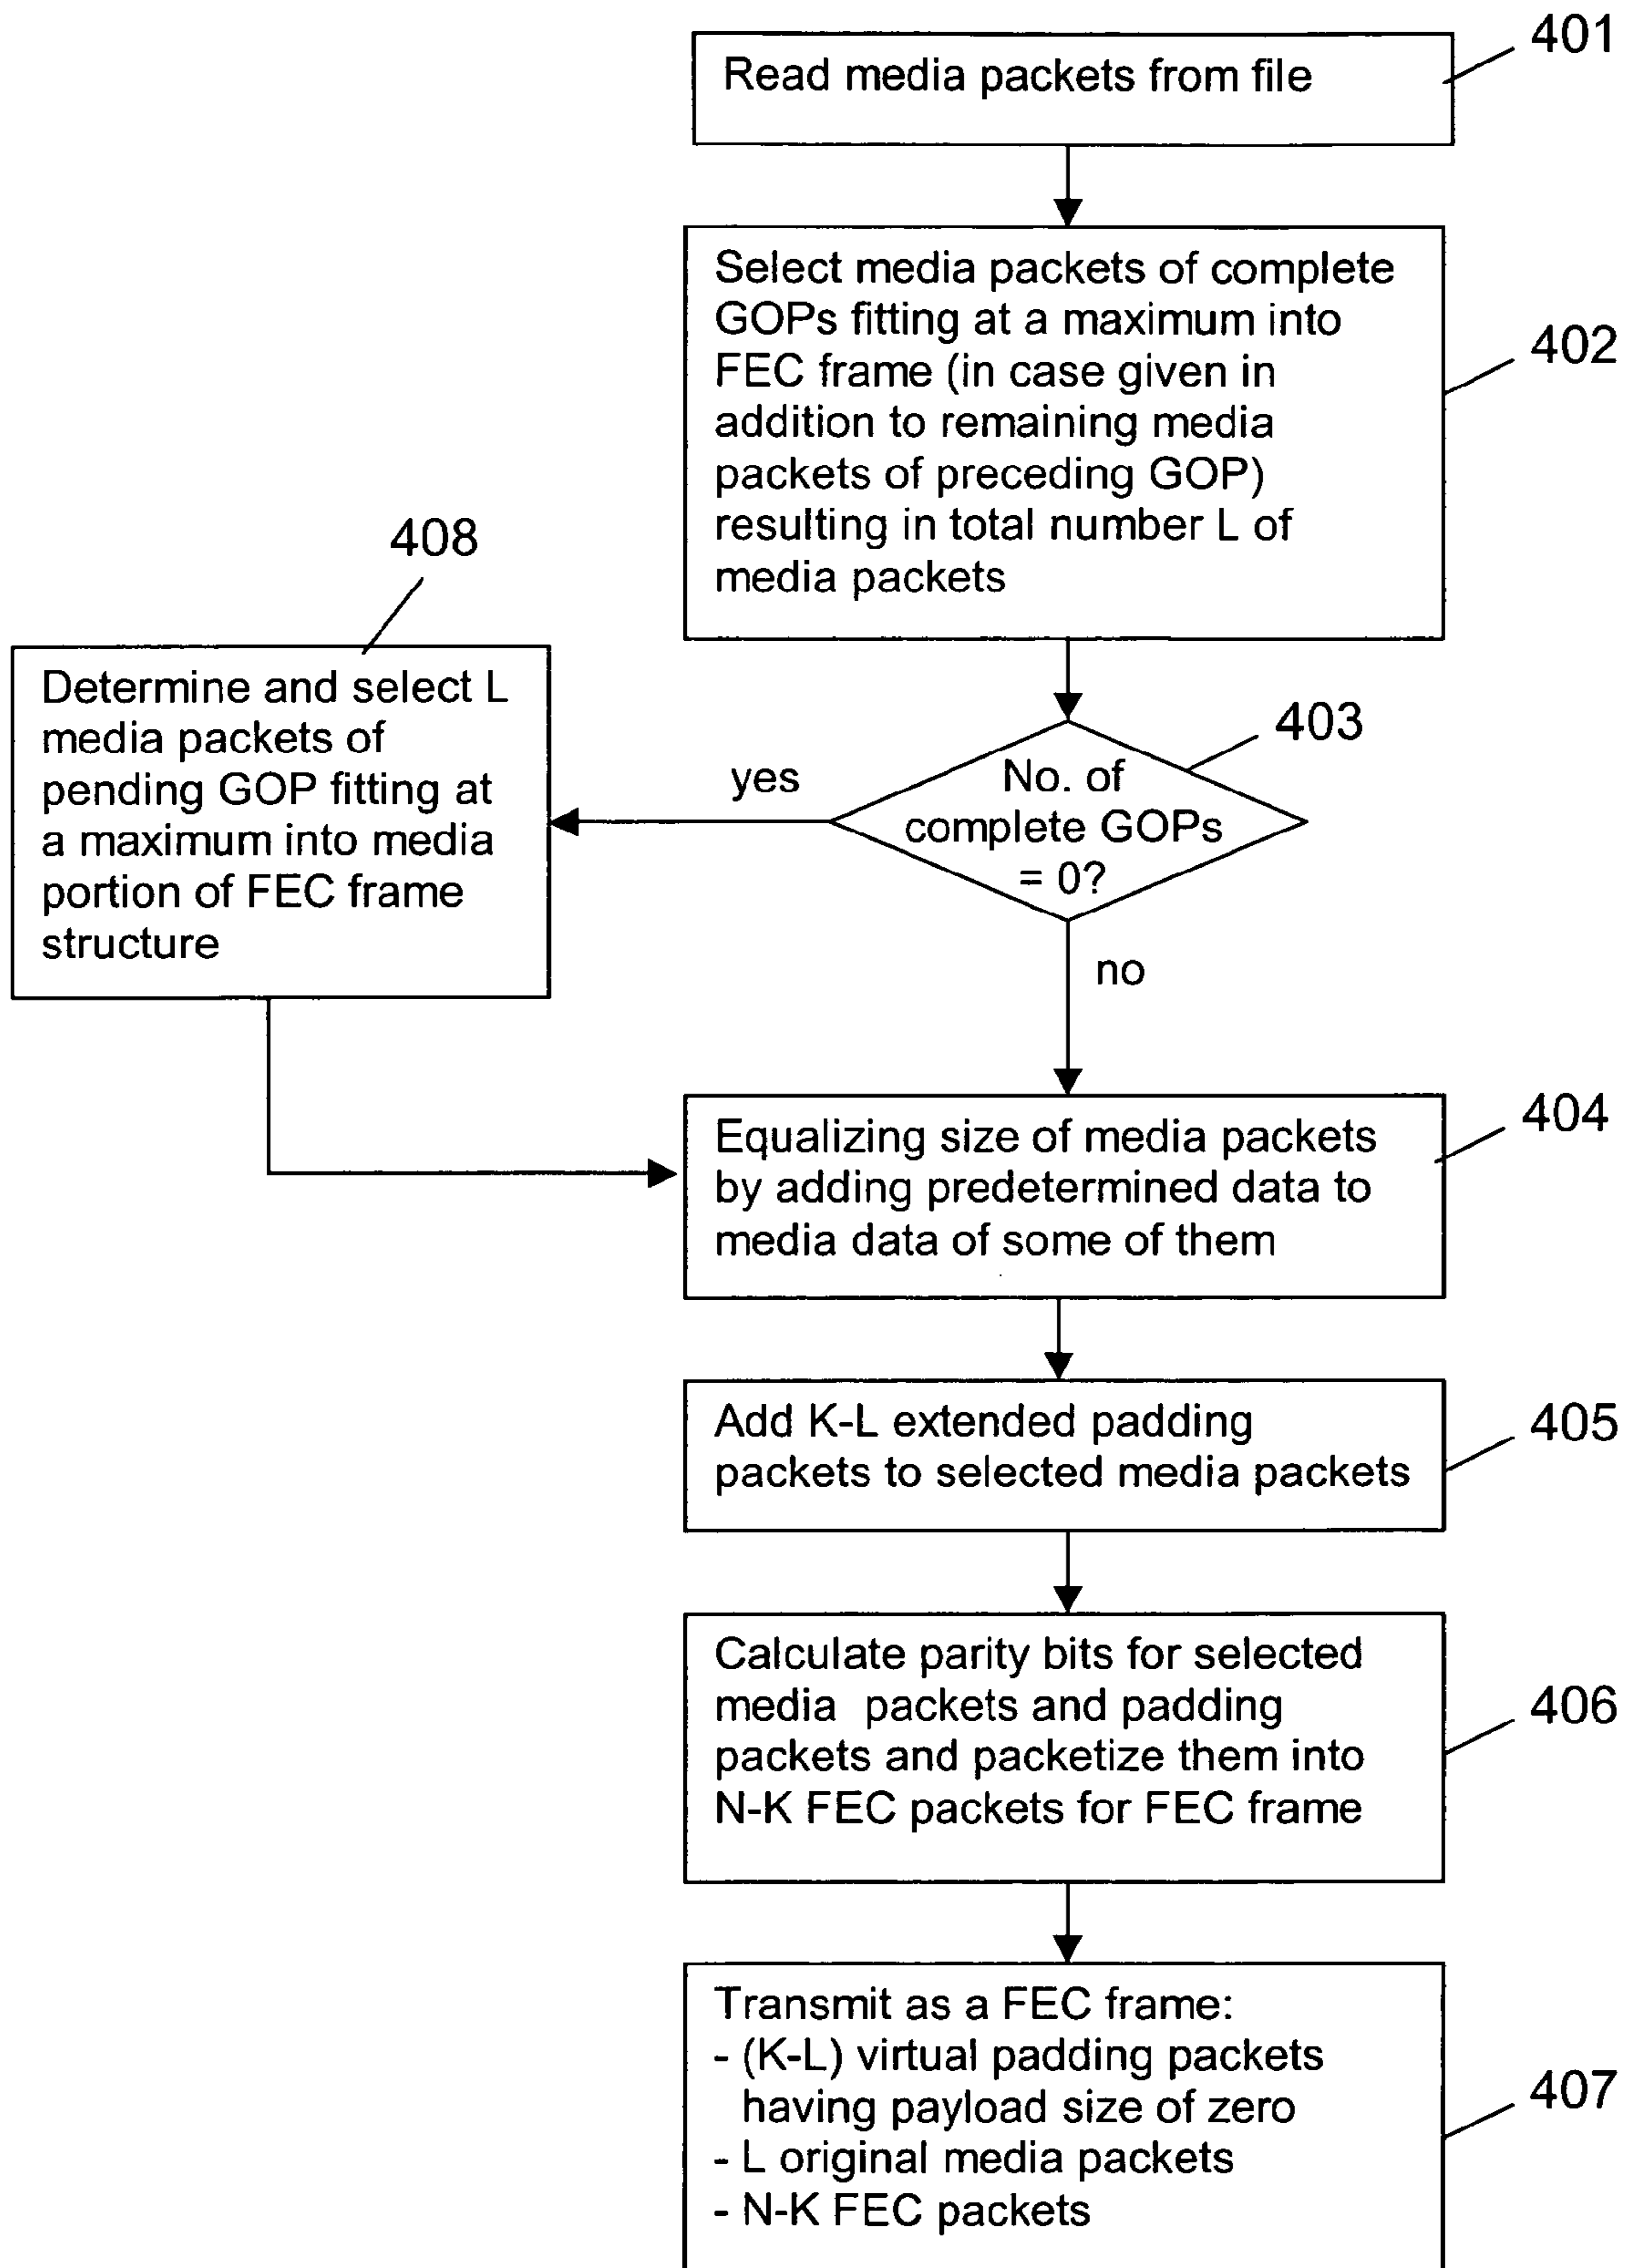 401
Read media packets from file
Select media packets of complete
GOPs fitting at a maximum into
FEC frame (in case given in
addition to remaining media
packets of preceding GOP)
resulting in total number L of
media packets
402
408
Determine and select L
media packets of
pending GOP fitting at
a maximum into media
portion of FEC frame
structure
403
yes
No. of
complete GOPs
= 0?
no
404
Equalizing size of media packets
by adding predetermined data to
media data of some of them
405
Add K-L extended padding
packets to selected media packets
Calculate parity bits for selected
media packets and padding
packets and packetize them into
N-K FEC packets for FEC frame
406
Transmit as a FEC frame:
- (K-L) virtual padding packets
having payload size of zero
- L original media packets
- N-K FEC packets
407